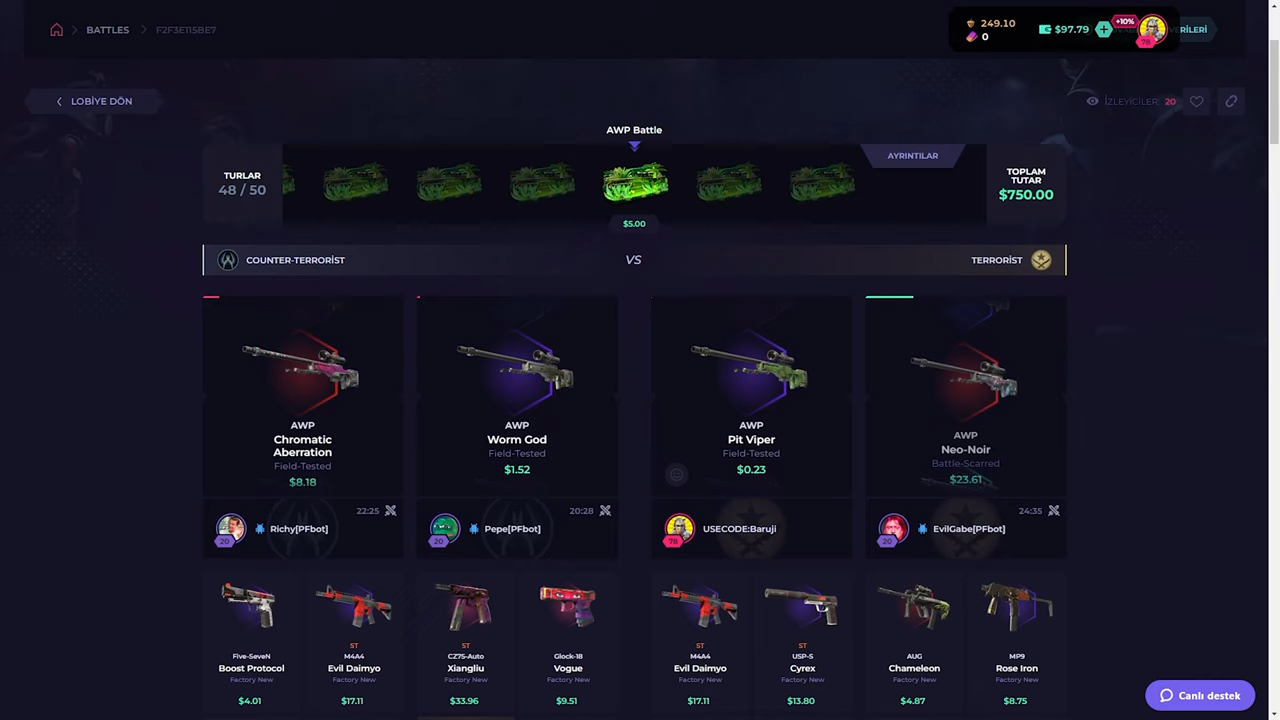 BATTLES
F2F3E115BE7
249.10
0
$97.79
+10%
78
ERİLERİ
LOBİYE DÖN
İZLEYİCİLER: 20
AWP Battle
TURLAR
48 / 50
AYRINTILAR
TOPLAM
TUTAR
$750.00
$5.00
COUNTER-TERRORİST
VS
TERRORİST
AWP
Chromatic
Aberration
Field-Tested
$8.18
AWP
Worm God
Field-Tested
$1.52
AWP
Pit Viper
Field-Tested
$0.23
AWP
Neo-Noir
Battle-Scarred
$23.61
22:25
Richy[PFbot]
20
20:28
Pepe[PFbot]
20
USECODE:Baruji
78
24:35
EvilGabe[PFbot]
20
Five-SeveN
Boost Protocol
Factory New
$4.01
ST
M4A4
Evil Daimyo
Factory New
$17.11
ST
CZ75-Auto
Xiangliu
Factory New
$33.96
Glock-18
Vogue
Factory New
$9.51
ST
M4A4
Evil Daimyo
Factory New
$17.11
ST
USP-S
Cyrex
Factory New
$13.80
AUG
Chameleon
Factory New
$4.87
MP9
Rose Iron
Factory New
$8.75
Canlı destek